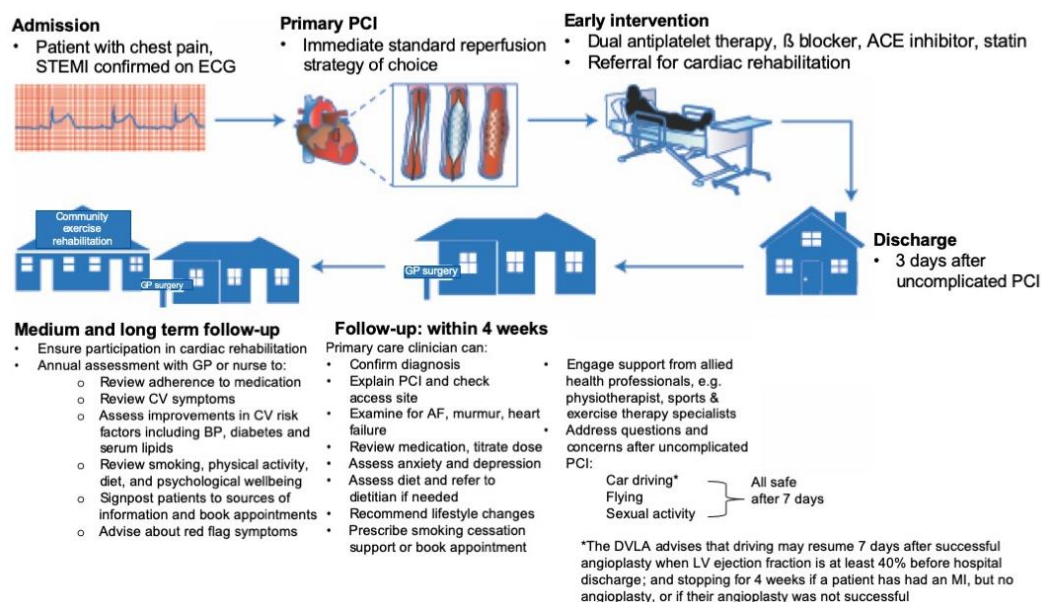 Admission
• Patient with chest pain,
STEMI confirmed on ECG
Primary PCI
• Immediate standard reperfusion
strategy of choice
Early intervention
• Dual antiplatelet therapy, ß blocker, ACE inhibitor, statin
• Referral for cardiac rehabilitation
Discharge
• 3 days after
uncomplicated PCI
GP surgery
Community
exercise
rehabilitation
GP surgery
Medium and long term follow-up
• Ensure participation in cardiac rehabilitation
• Annual assessment with GP or nurse to:
o Review adherence to medication
o Review CV symptoms
o Assess improvements in CV risk
factors including BP, diabetes and
serum lipids
o Review smoking, physical activity,
diet, and psychological wellbeing
o Signpost patients to sources of
information and book appointments
o Advise about red flag symptoms
Follow-up: within 4 weeks
Primary care clinician can:
• Confirm diagnosis
• Explain PCI and check
access site
• Examine for AF, murmur, heart
failure
• Review medication, titrate dose
• Assess anxiety and depression
• Assess diet and refer to
dietitian if needed
• Recommend lifestyle changes
• Prescribe smoking cessation
support or book appointment
• Engage support from allied
health professionals, e.g.
physiotherapist, sports &
exercise therapy specialists
• Address questions and
concerns after uncomplicated
PCI:
Car driving*
Flying
Sexual activity
All safe
after 7 days
*The DVLA advises that driving may resume 7 days after successful
angioplasty when LV ejection fraction is at least 40% before hospital
discharge; and stopping for 4 weeks if a patient has had an MI, but no
angioplasty, or if their angioplasty was not successful